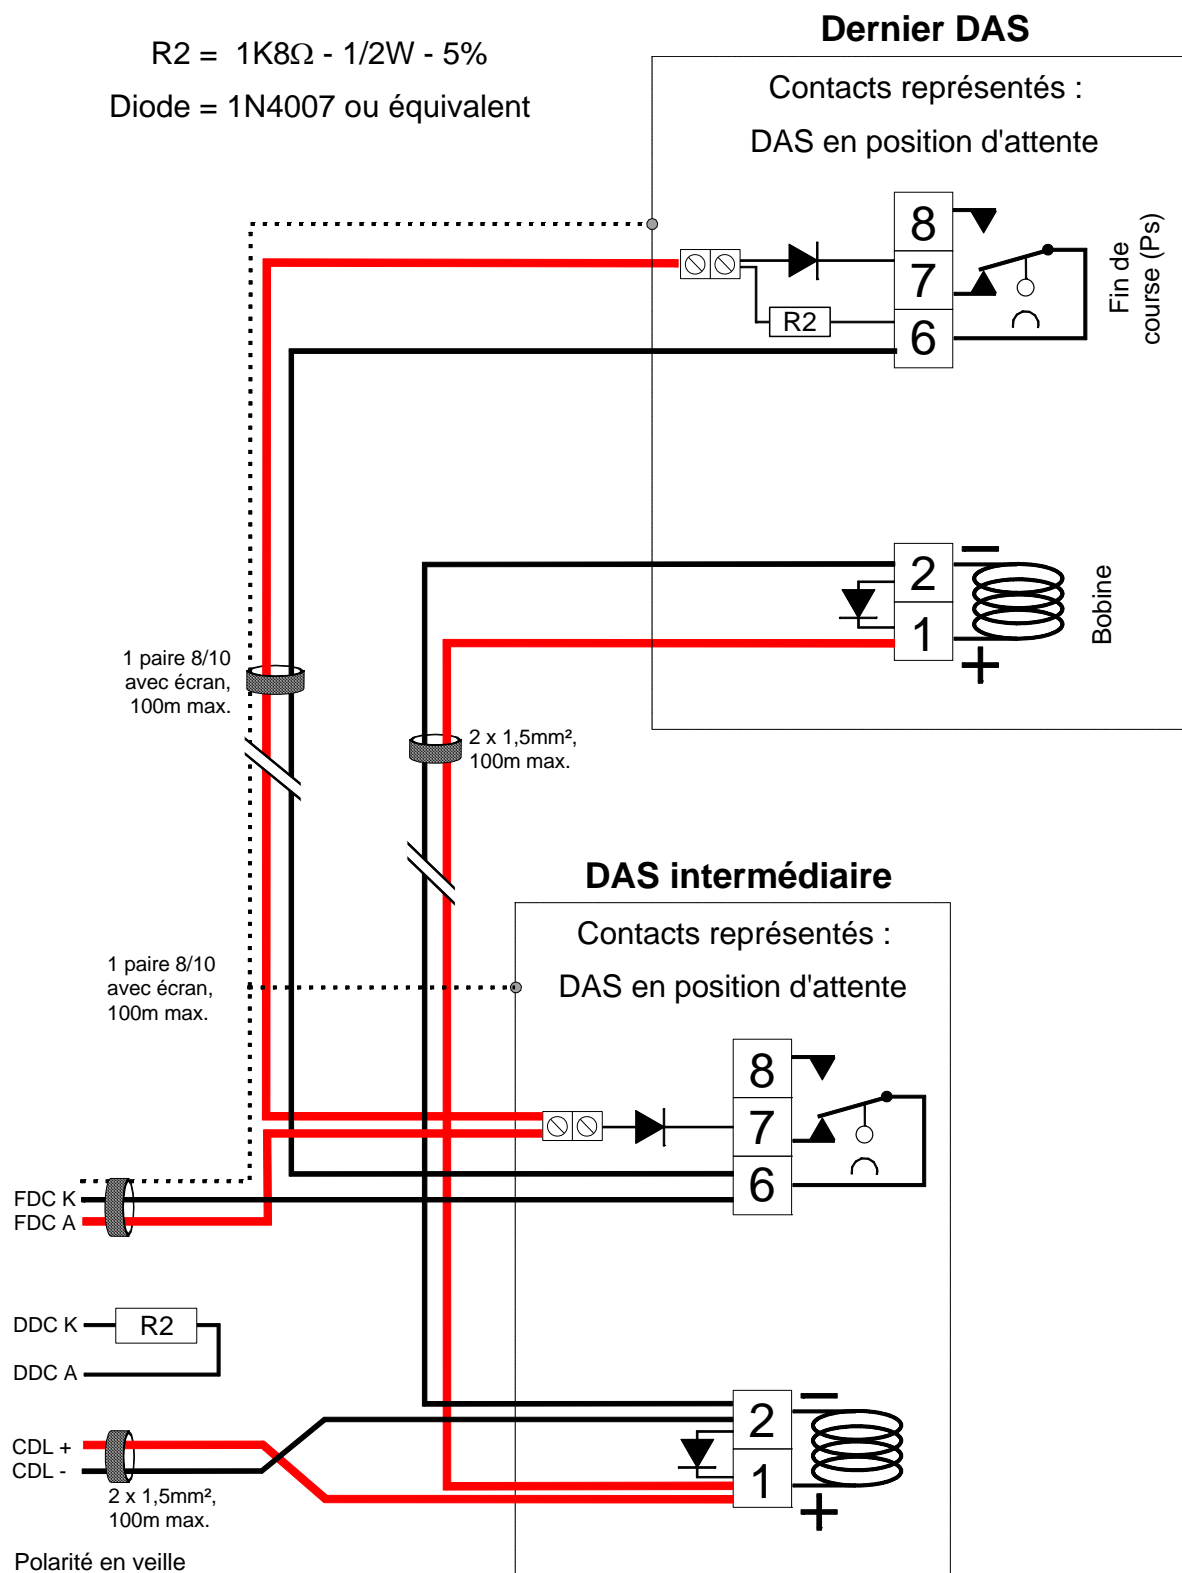 Dernier DAS
R2 = 1K8Ω - 1/2W - 5%
Diode = 1N4007 ou équivalent
Contacts représentés :
DAS en position d'attente
8
7
6
R2
Fin de
course (Ps)
2
1
Bobine
1 paire 8/10
avec écran,
100m max.
2 x 1,5mm²,
100m max.
DAS intermédiaire
Contacts représentés :
DAS en position d'attente
1 paire 8/10
avec écran,
100m max.
8
7
6
FDC K
FDC A
DDC K
R2
DDC A
2
1
CDL +
CDL -
2 x 1,5mm²,
100m max.
Polarité en veille